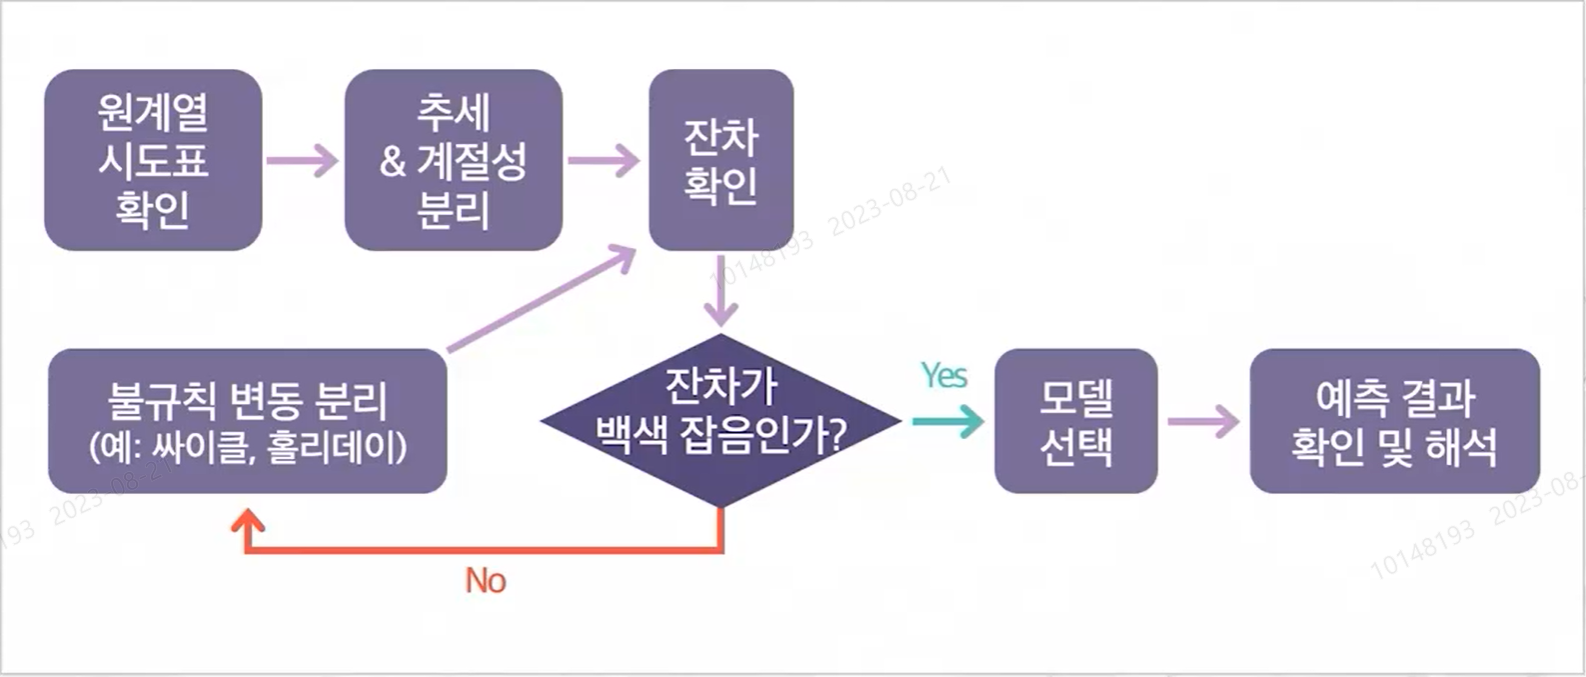 원계열
시도표
확인
추세
& 계절성
분리
잔차
확인
불규칙 변동 분리
(예: 싸이클, 홀리데이)
잔차가
백색 잡음인가?
Yes
모델
선택
예측 결과
확인 및 해석
No
10148193 2023-08-21
193 2023-08-21
10148193 2023-08-